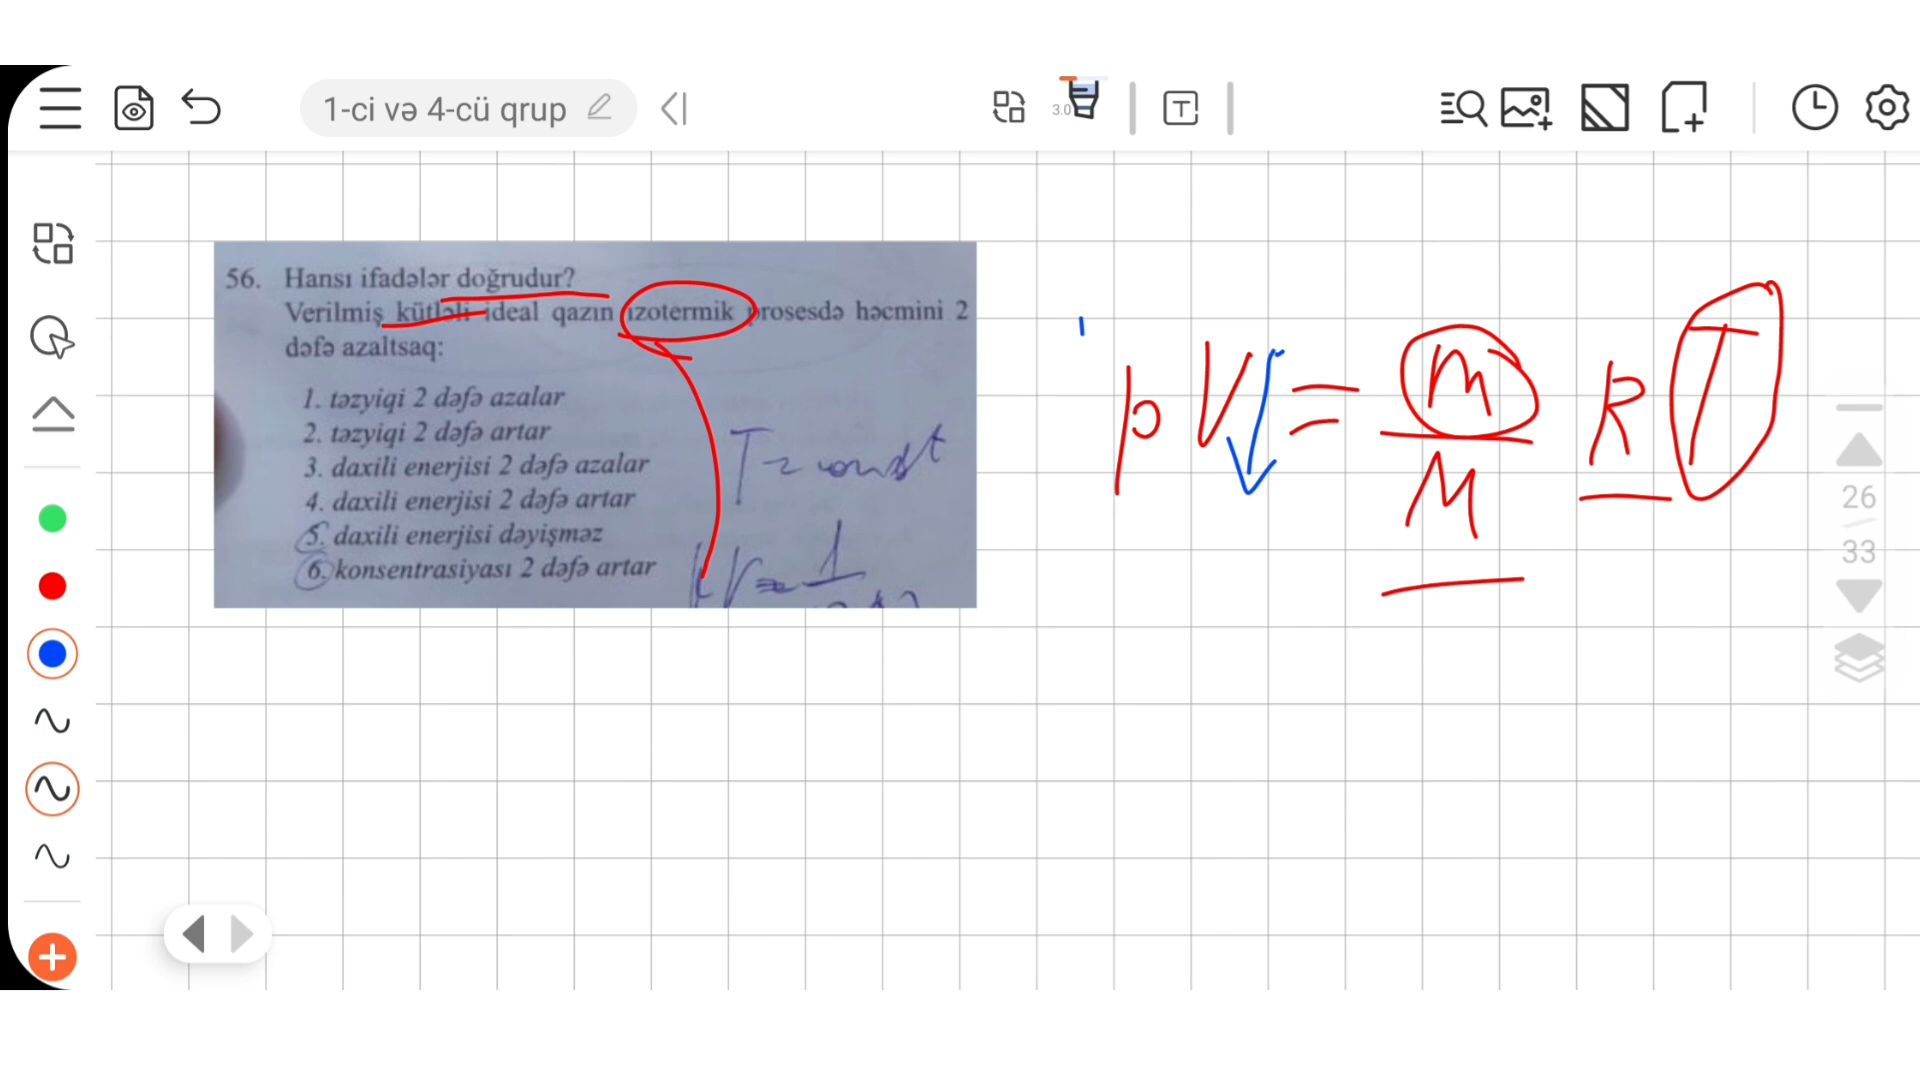 1-ci və 4-cü qrup
3.0
T
56. Hansı ifadələr doğrudur?
Verilmiş kütləli ideal qazın izotermik prosesdə həcmini 2
dəfə azaltsaq:
1. təzyiqi 2 dəfə azalar
2. təzyiqi 2 dəfə artar
3. daxili enerjisi 2 dəfə azalar
4. daxili enerjisi 2 dəfə artar
5. daxili enerjisi dəyişməz
6. konsentrasiyası 2 dəfə artar
T = const
pV = m/M RT
26
33